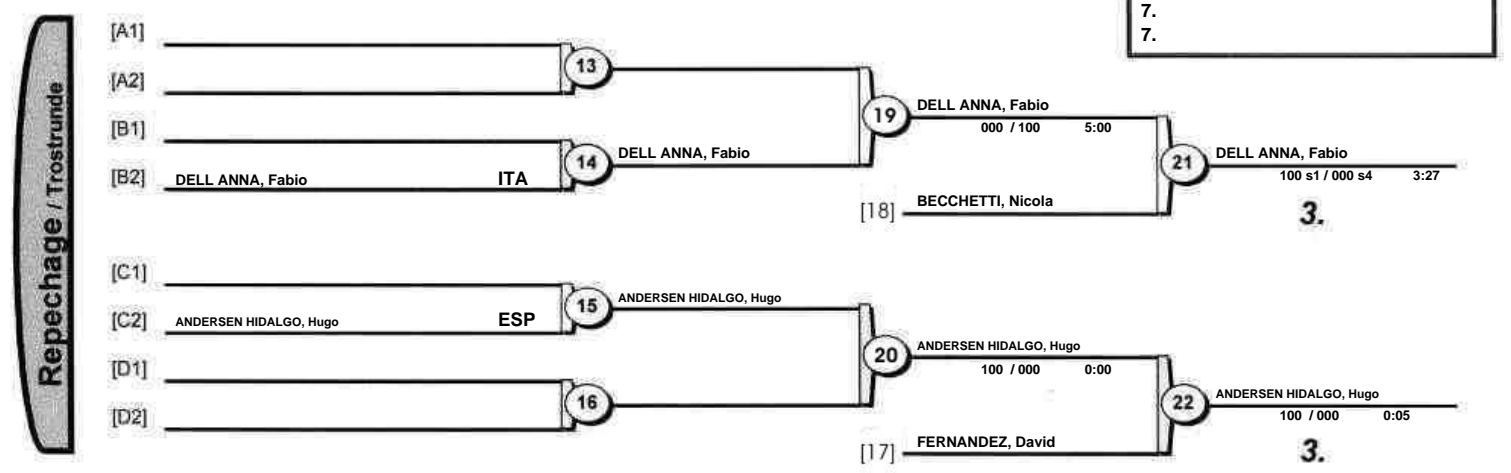 7.
7.
Repechage / Trostrunde
[A1]
13
[A2]
[B1]
19
DELL ANNA, Fabio
000 / 100 5:00
14
DELL ANNA, Fabio
[B2]
DELL ANNA, Fabio ITA
21
DELL ANNA, Fabio
100 s1 / 000 s4 3:27
3.
[18]
BECCHETTI, Nicola
[C1]
15
ANDERSEN HIDALGO, Hugo
[C2]
ANDERSEN HIDALGO, Hugo ESP
20
ANDERSEN HIDALGO, Hugo
100 / 000 0:00
[D1]
16
[D2]
22
ANDERSEN HIDALGO, Hugo
100 / 000 0:05
3.
[17]
FERNANDEZ, David